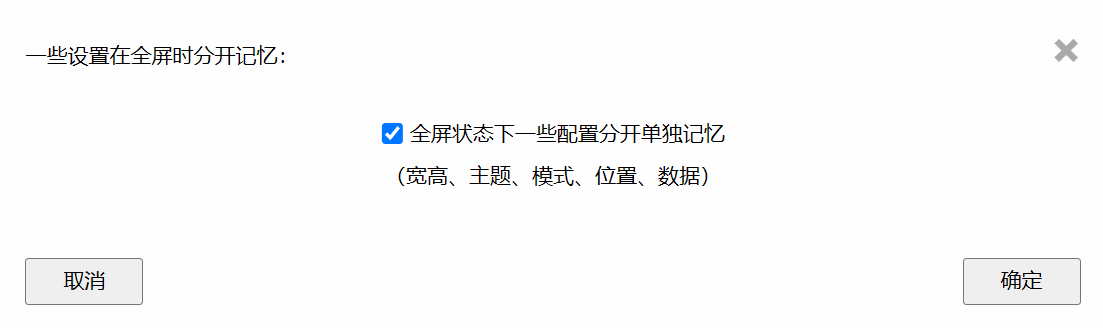 一些设置在全屏时分开记忆:
全屏状态下一些配置分开单独记忆
（宽高、主题、模式、位置、数据）
取消
确定